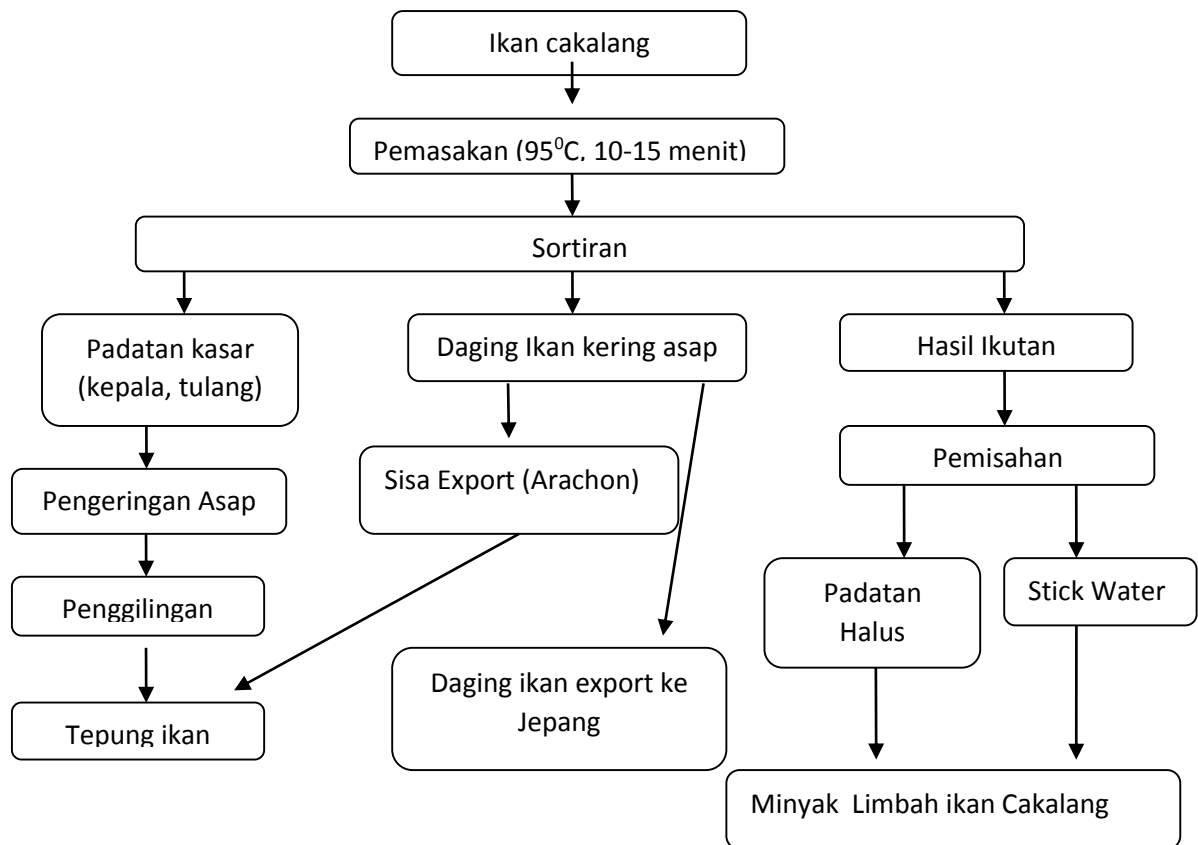 Ikan cakalang
Pemasakan (95⁰C, 10-15 menit)
Sortiran
Padatan kasar
(kepala, tulang)
Daging Ikan kering asap
Hasil Ikutan
Pengeringan Asap
Sisa Export (Arachon)
Pemisahan
Penggilingan
Padatan
Halus
Stick Water
Tepung ikan
Daging ikan export ke
Jepang
Minyak  Limbah ikan Cakalang